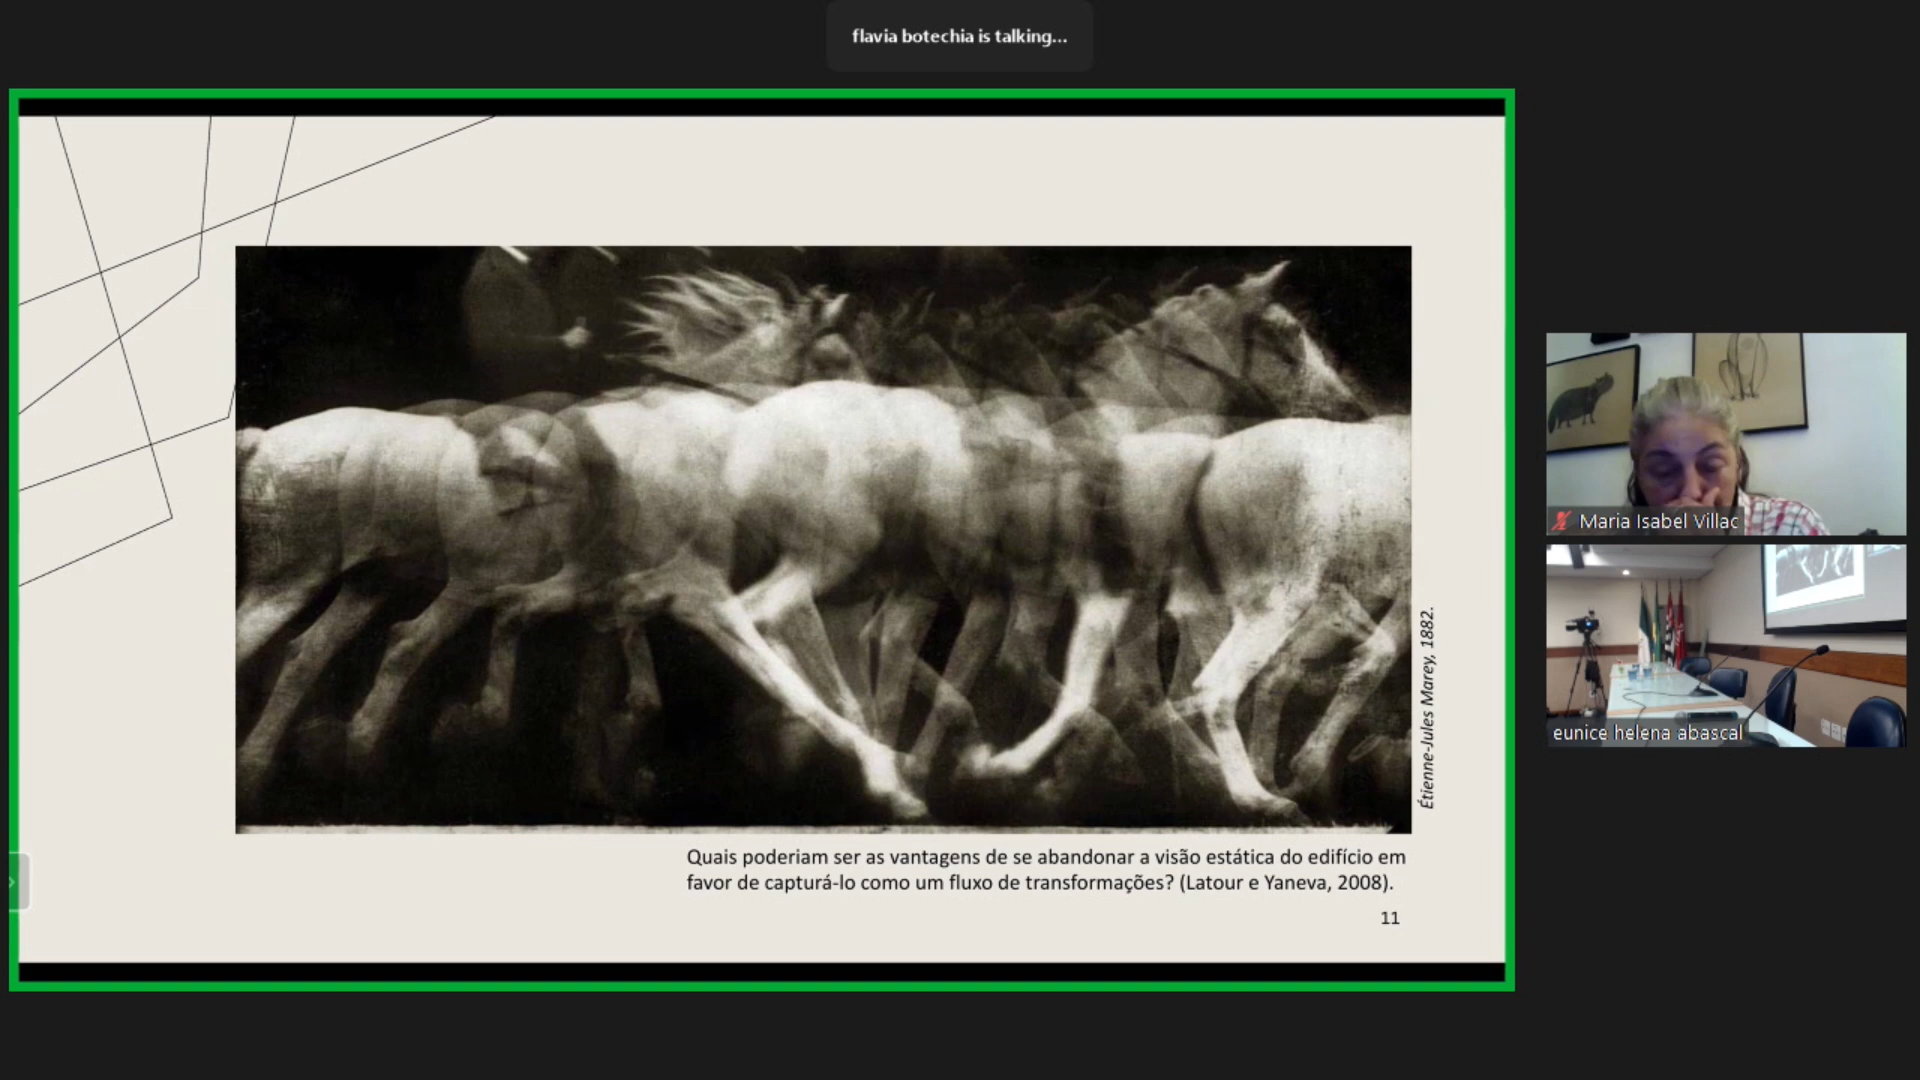 flavia botechia is talking...
Étienne-Jules Marey, 1882.
Quais poderiam ser as vantagens de se abandonar a visão estática do edifício em
favor de capturá-lo como um fluxo de transformações? (Latour e Yaneva, 2008).
11
Maria Isabel Villac
eunice helena abascal